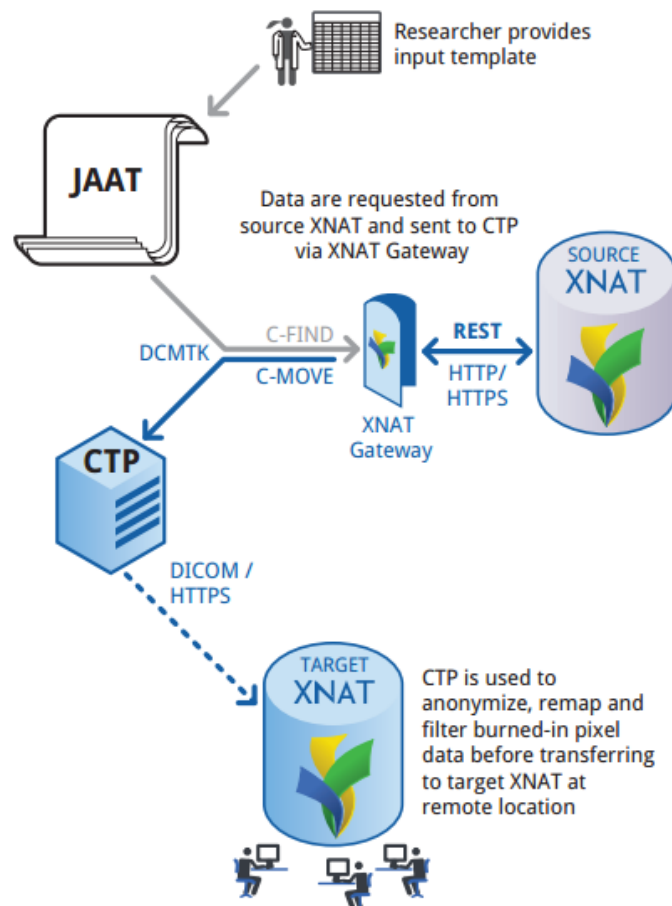 Researcher provides
input template
JAAT
Data are requested from
source XNAT and sent to CTP
via XNAT Gateway
SOURCE
XNAT
C-FIND
REST
DCMTK
C-MOVE
HTTP/
HTTPS
XNAT
Gateway
CTP
DICOM /
HTTPS
TARGET
XNAT
CTP is used to
anonymize, remap and
filter burned-in pixel
data before transferring
to target XNAT at
remote location